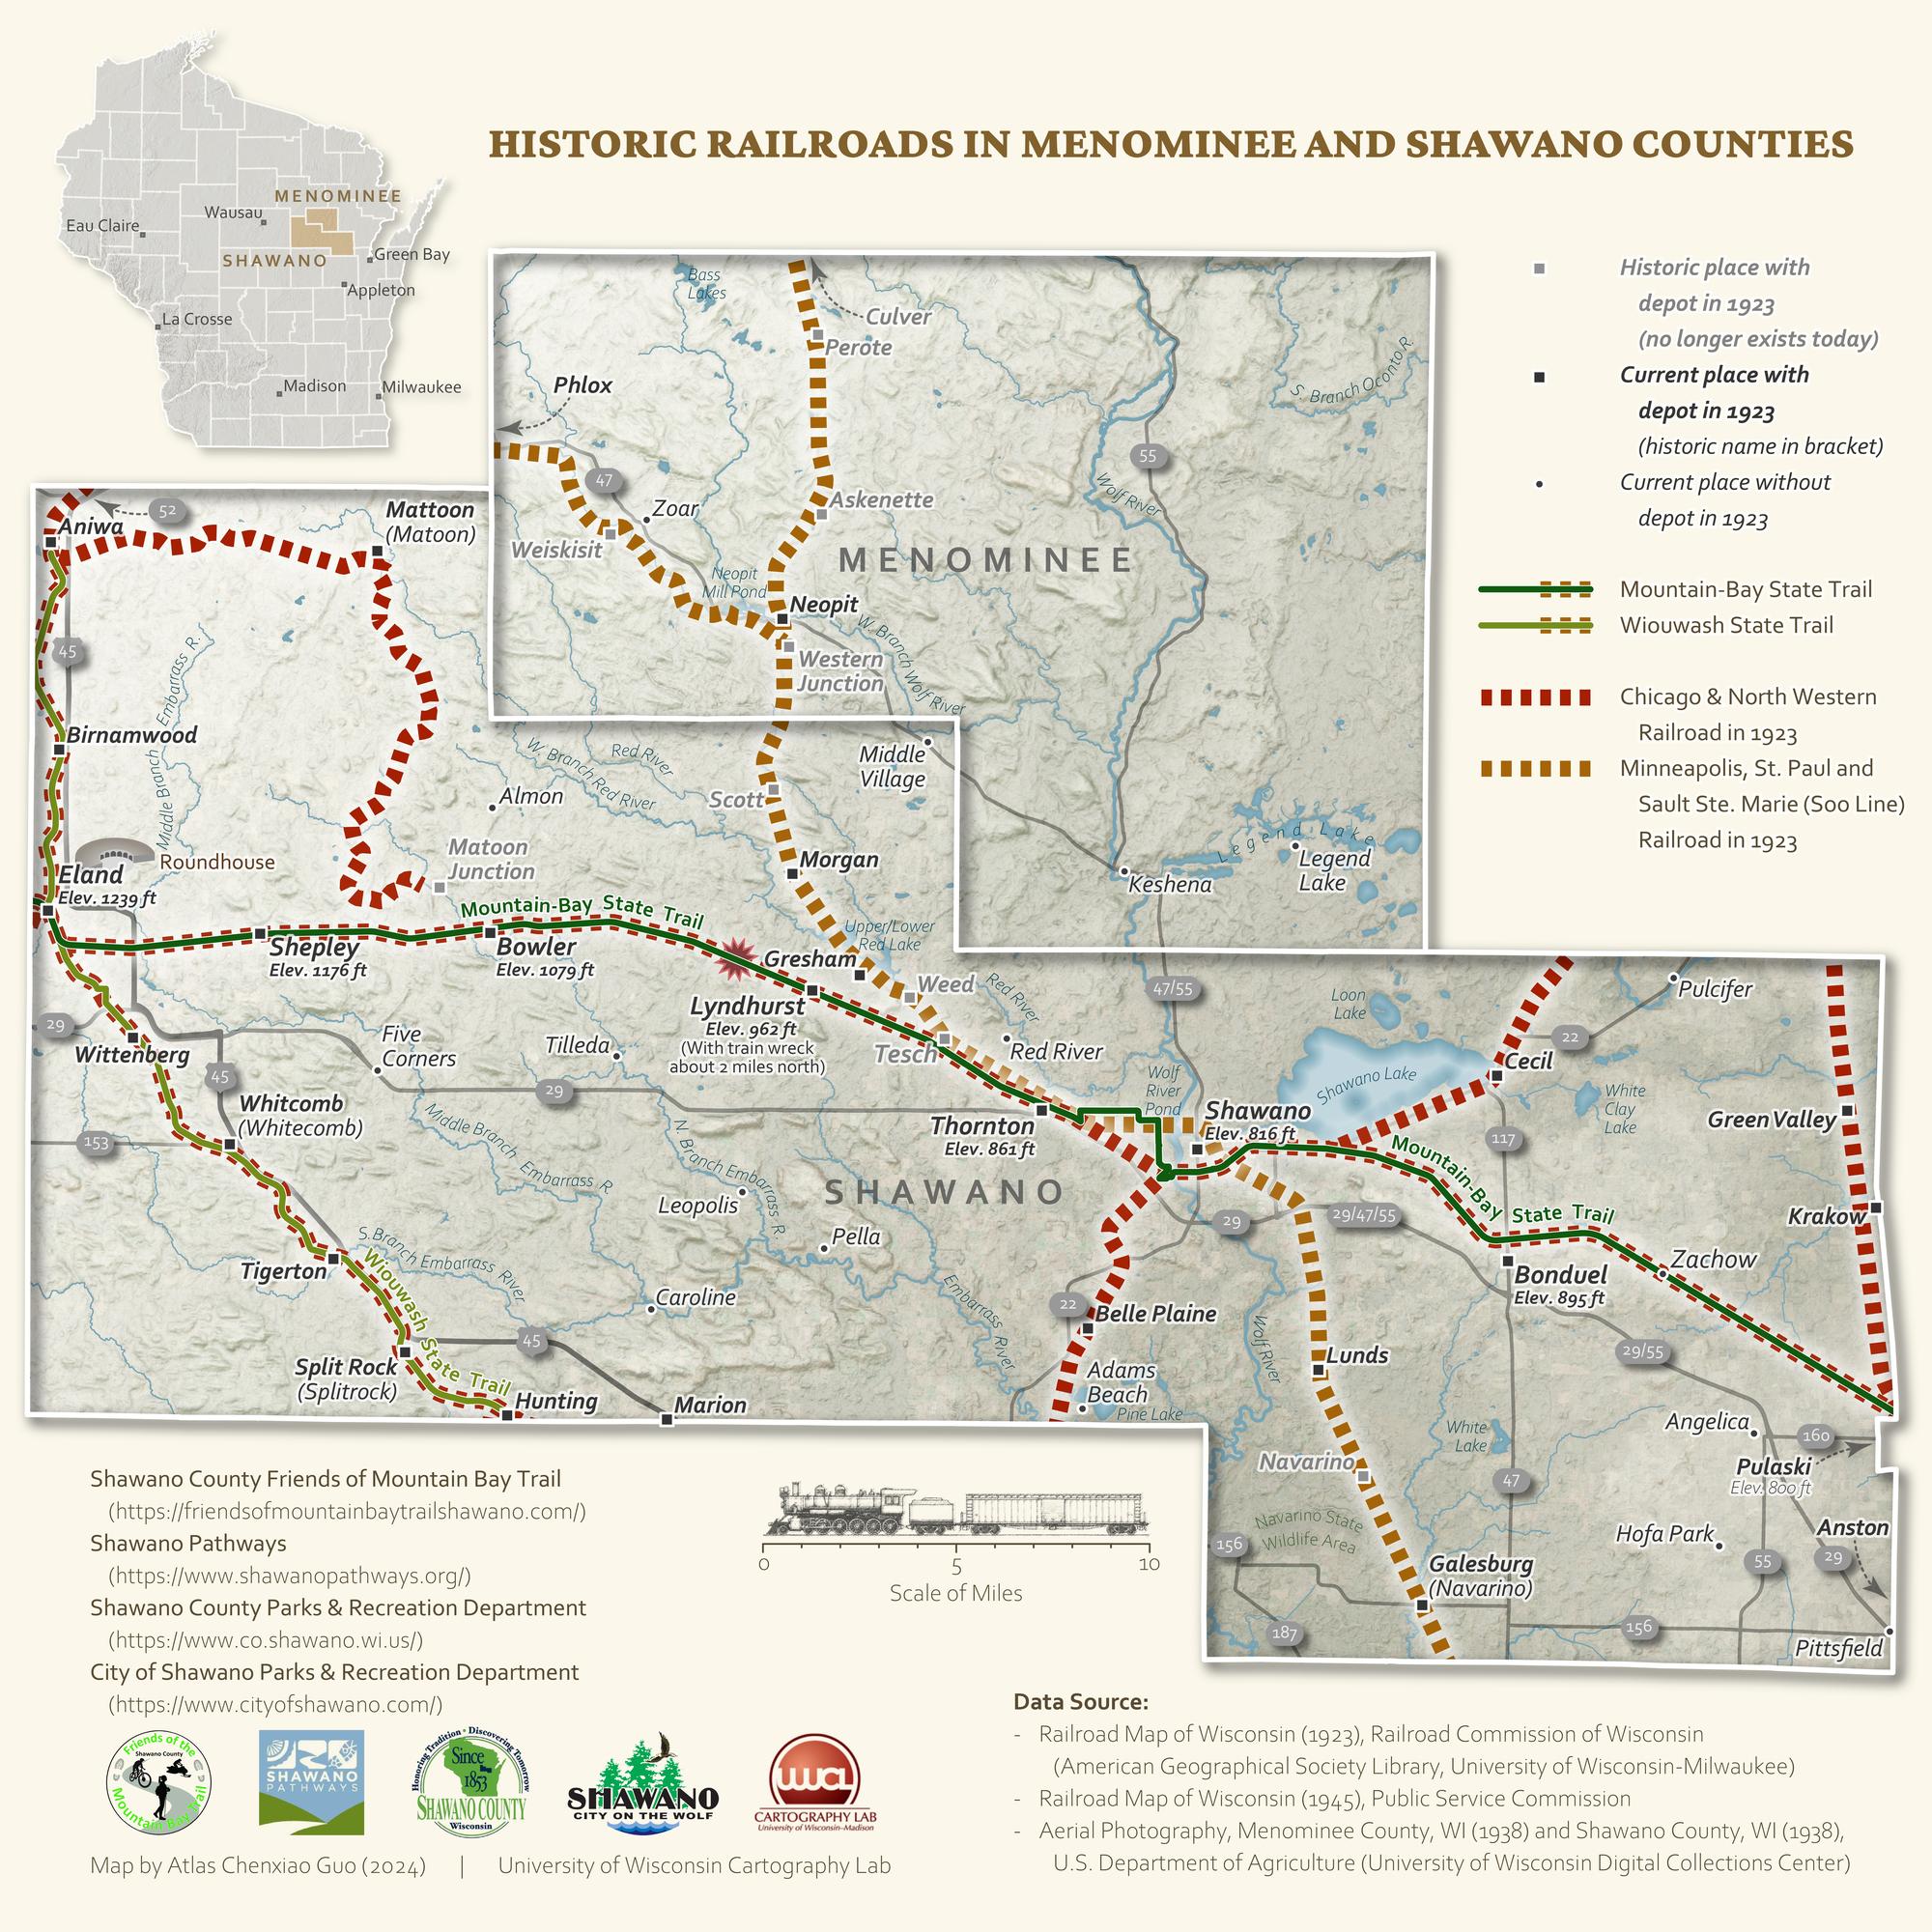 HISTORIC RAILROADS IN MENOMINEE AND SHAWANO COUNTIES
MENOMINEE
Wausau
Eau Claire
SHAWANO
Green Bay
Appleton
La Crosse
Madison
Milwaukee
Historic place with
depot in 1923
(no longer exists today)
Current place with
depot in 1923
(historic name in bracket)
Current place without
depot in 1923
Mountain-Bay State Trail
Wiouwash State Trail
Chicago & North Western
Railroad in 1923
Minneapolis, St. Paul and
Sault Ste. Marie (Soo Line)
Railroad in 1923
Bass
Lakes
Culver
Perote
S. Branch Oconto R.
Phlox
55
47
Zoar
Askenette
Wolf River
Weiskisit
MENOMINEE
Neopit
Mill Pond
Neopit
W. Branch Wolf River
Western
Junction
52
Aniwa
Mattoon
(Matoon)
45
Middle Branch Embarrass R.
Birnamwood
Red River
W. Branch Red River
Middle
Village
Almon
Scott
Legend Lake
Legend
Lake
Keshena
Roundhouse
Matoon
Junction
Morgan
Eland
Elev. 1239 ft
Mountain-Bay State Trail
Upper/Lower
Red Lake
Shepley
Elev. 1176 ft
Bowler
Elev. 1079 ft
Gresham
Weed
Red River
47/55
Loon
Lake
Pulcifer
Lyndhurst
Elev. 962 ft
(With train wreck
about 2 miles north)
29
Wittenberg
Five
Corners
Tilleda
Tesch
Red River
22
Cecil
Shawano Lake
Wolf
River
Pond
White
Clay
Lake
45
29
Whitcomb
(Whitecomb)
Middle Branch Embarrass R.
N. Branch Embarrass R.
Thornton
Elev. 861 ft
Shawano
Elev. 816 ft
Green Valley
153
117
Mountain-Bay State Trail
Leopolis
SHAWANO
Pella
29
29/47/55
Krakow
Tigerton
S. Branch Embarrass River
Wiouwash State Trail
Zachow
Bonduel
Elev. 895 ft
Caroline
Embarrass River
22
Belle Plaine
Wolf River
45
Split Rock
(Splitrock)
Lunds
29/55
Adams
Beach
Pine Lake
Hunting
Marion
White
Lake
Angelica
160
Pulaski
Elev. 800 ft
Navarino
47
Navarino State
Wildlife Area
Hofa Park
Anston
156
Galesburg
(Navarino)
55
29
187
156
Pittsfield
Shawano County Friends of Mountain Bay Trail
(https://friendsofmountainbaytrailshawano.com/)
Shawano Pathways
(https://www.shawanopathways.org/)
Shawano County Parks & Recreation Department
(https://www.co.shawano.wi.us/)
City of Shawano Parks & Recreation Department
(https://www.cityofshawano.com/)
0 5 10
Scale of Miles
Friends of the
Shawano County
Mountain Bay Trail
SHAWANO
PATHWAYS
Honoring Tradition • Discovering Tomorrow
Since
1853
SHAWANO COUNTY
Wisconsin
SHAWANO
CITY ON THE WOLF
CARTOGRAPHY LAB
University of Wisconsin-Madison
Map by Atlas Chenxiao Guo (2024) | University of Wisconsin Cartography Lab
Data Source:
- Railroad Map of Wisconsin (1923), Railroad Commission of Wisconsin
(American Geographical Society Library, University of Wisconsin-Milwaukee)
- Railroad Map of Wisconsin (1945), Public Service Commission
- Aerial Photography, Menominee County, WI (1938) and Shawano County, WI (1938),
U.S. Department of Agriculture (University of Wisconsin Digital Collections Center)